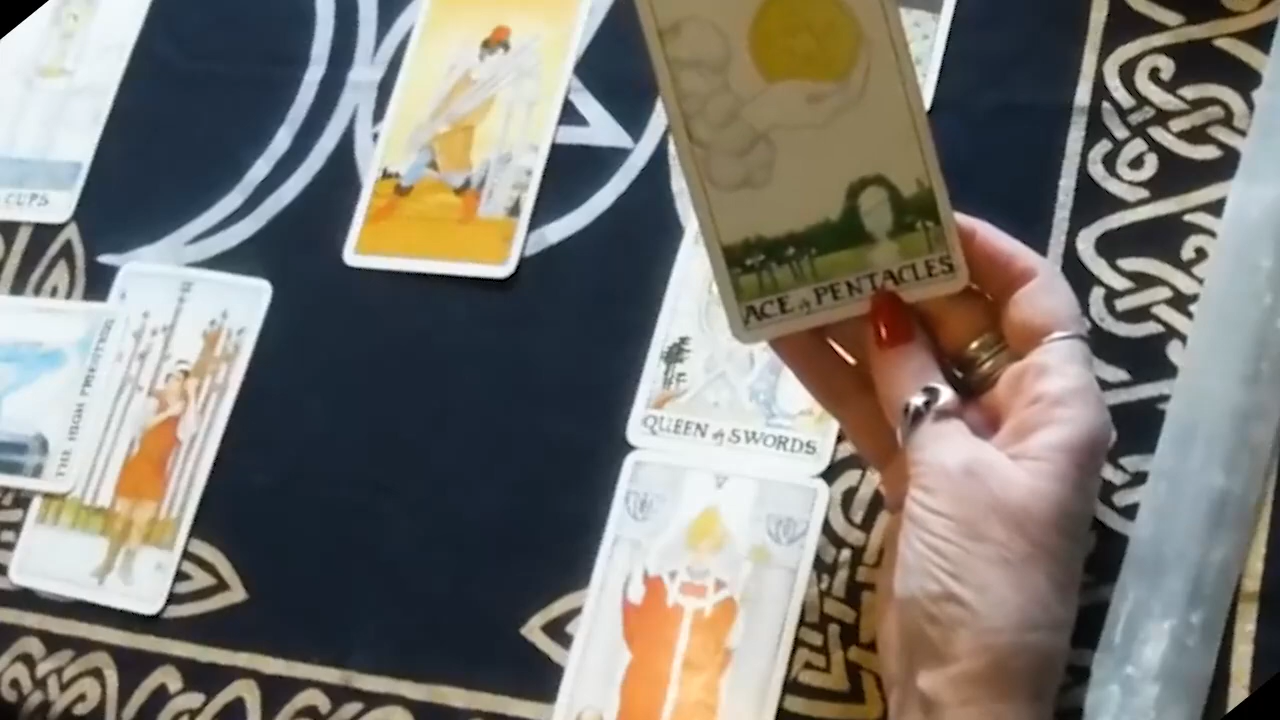 CUPS
ACE of PENTACLES
THE HIGH PRIESTESS
QUEEN of SWORDS